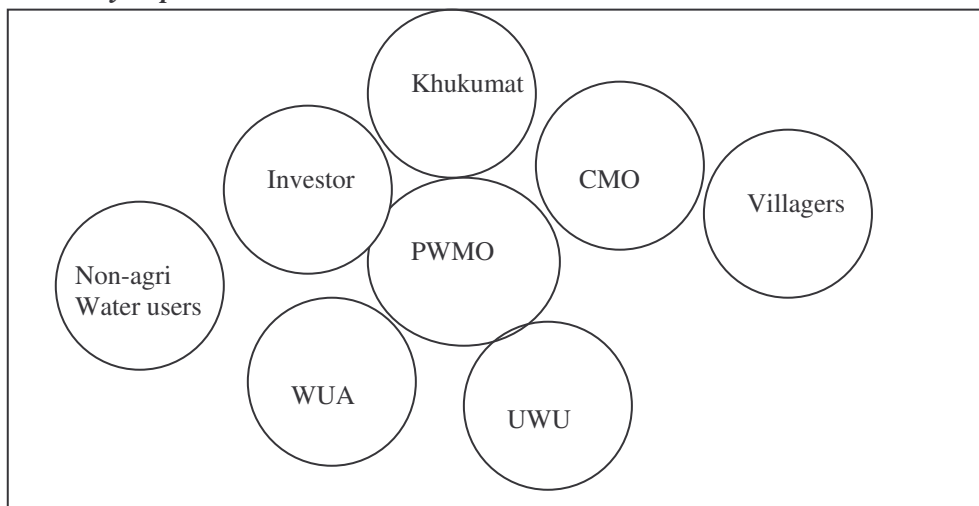 Khukumat
Investor
CMO
Villagers
PWMO
Non-agri
Water users
WUA
UWU